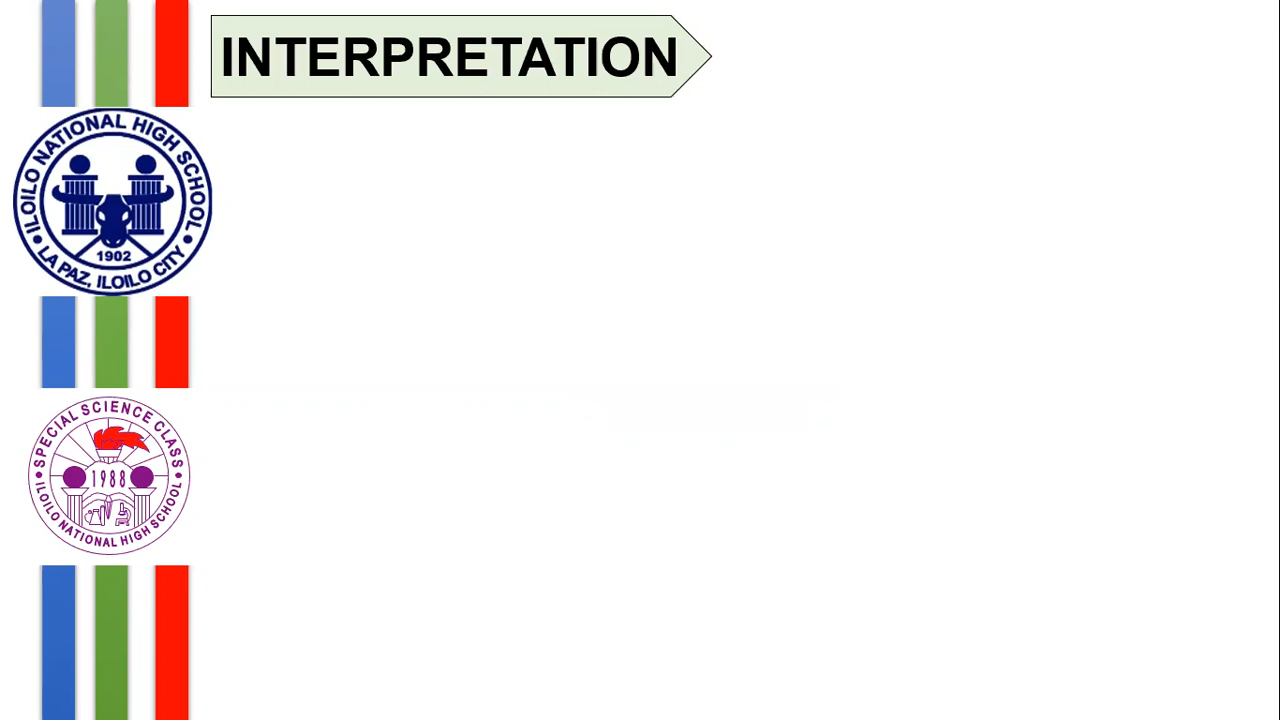 INTERPRETATION
ILOILO NATIONAL HIGH SCHOOL
1902
LA PAZ, ILOILO CITY
SPECIAL SCIENCE CLASS
1988
ILOILO NATIONAL HIGH SCHOOL